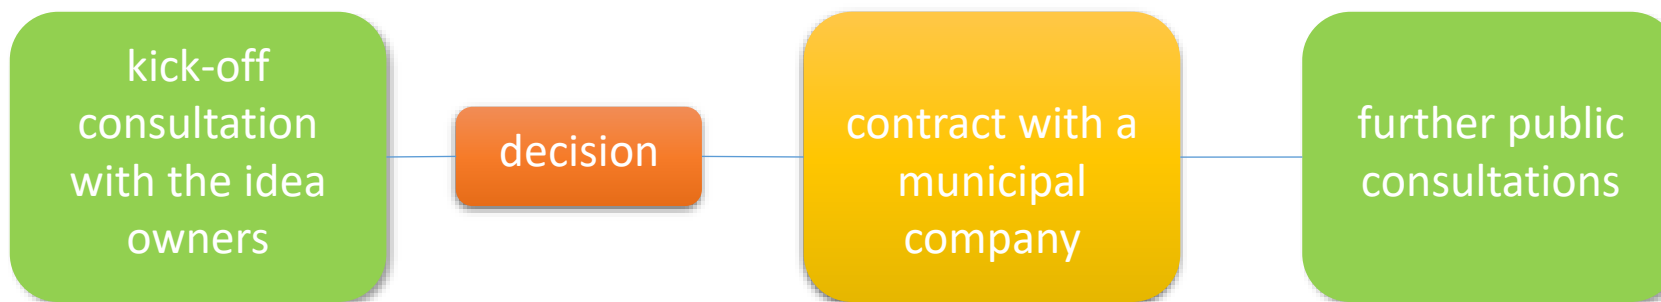 kick-off
consultation
with the idea
owners
decision
contract with a
municipal
company
further public
consultations